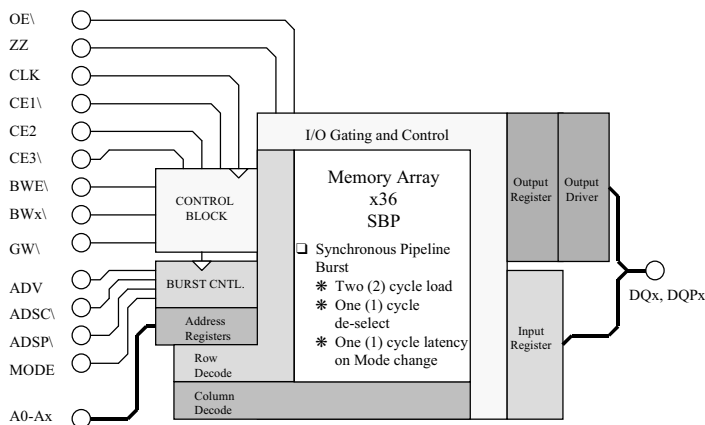 OE\
ZZ
CLK
CE1\
CE2
CE3\
BWE\
BWx\
GW\
ADV
ADSC\
ADSP\
MODE
A0-Ax
CONTROL
BLOCK
BURST CNTL.
Address
Registers
Row
Decode
Column
Decode
I/O Gating and Control
Memory Array
x36
SBP
❑ Synchronous Pipeline
Burst
✻ Two (2) cycle load
✻ One (1) cycle
de-select
✻ One (1) cycle latency
on Mode change
Output
Register
Output
Driver
Input
Register
DQx, DQPx